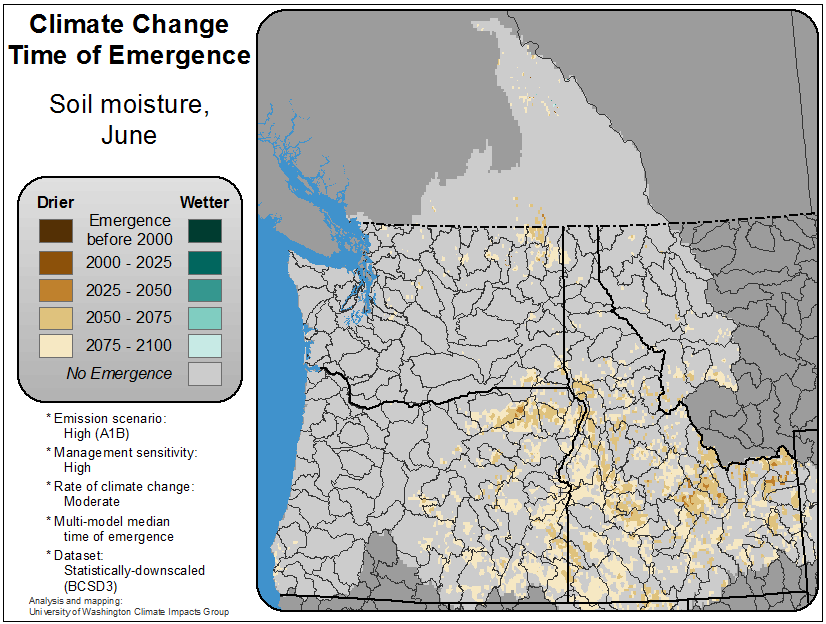 Climate Change
Time of Emergence
Soil moisture,
June
Drier Wetter
Emergence
before 2000
2000 - 2025
2025 - 2050
2050 - 2075
2075 - 2100
No Emergence
* Emission scenario:
High (A1B)
* Management sensitivity:
High
* Rate of climate change:
Moderate
* Multi-model median
time of emergence
* Dataset:
Statistically-downscaled
(BCSD3)
Analysis and mapping:
University of Washington Climate Impacts Group